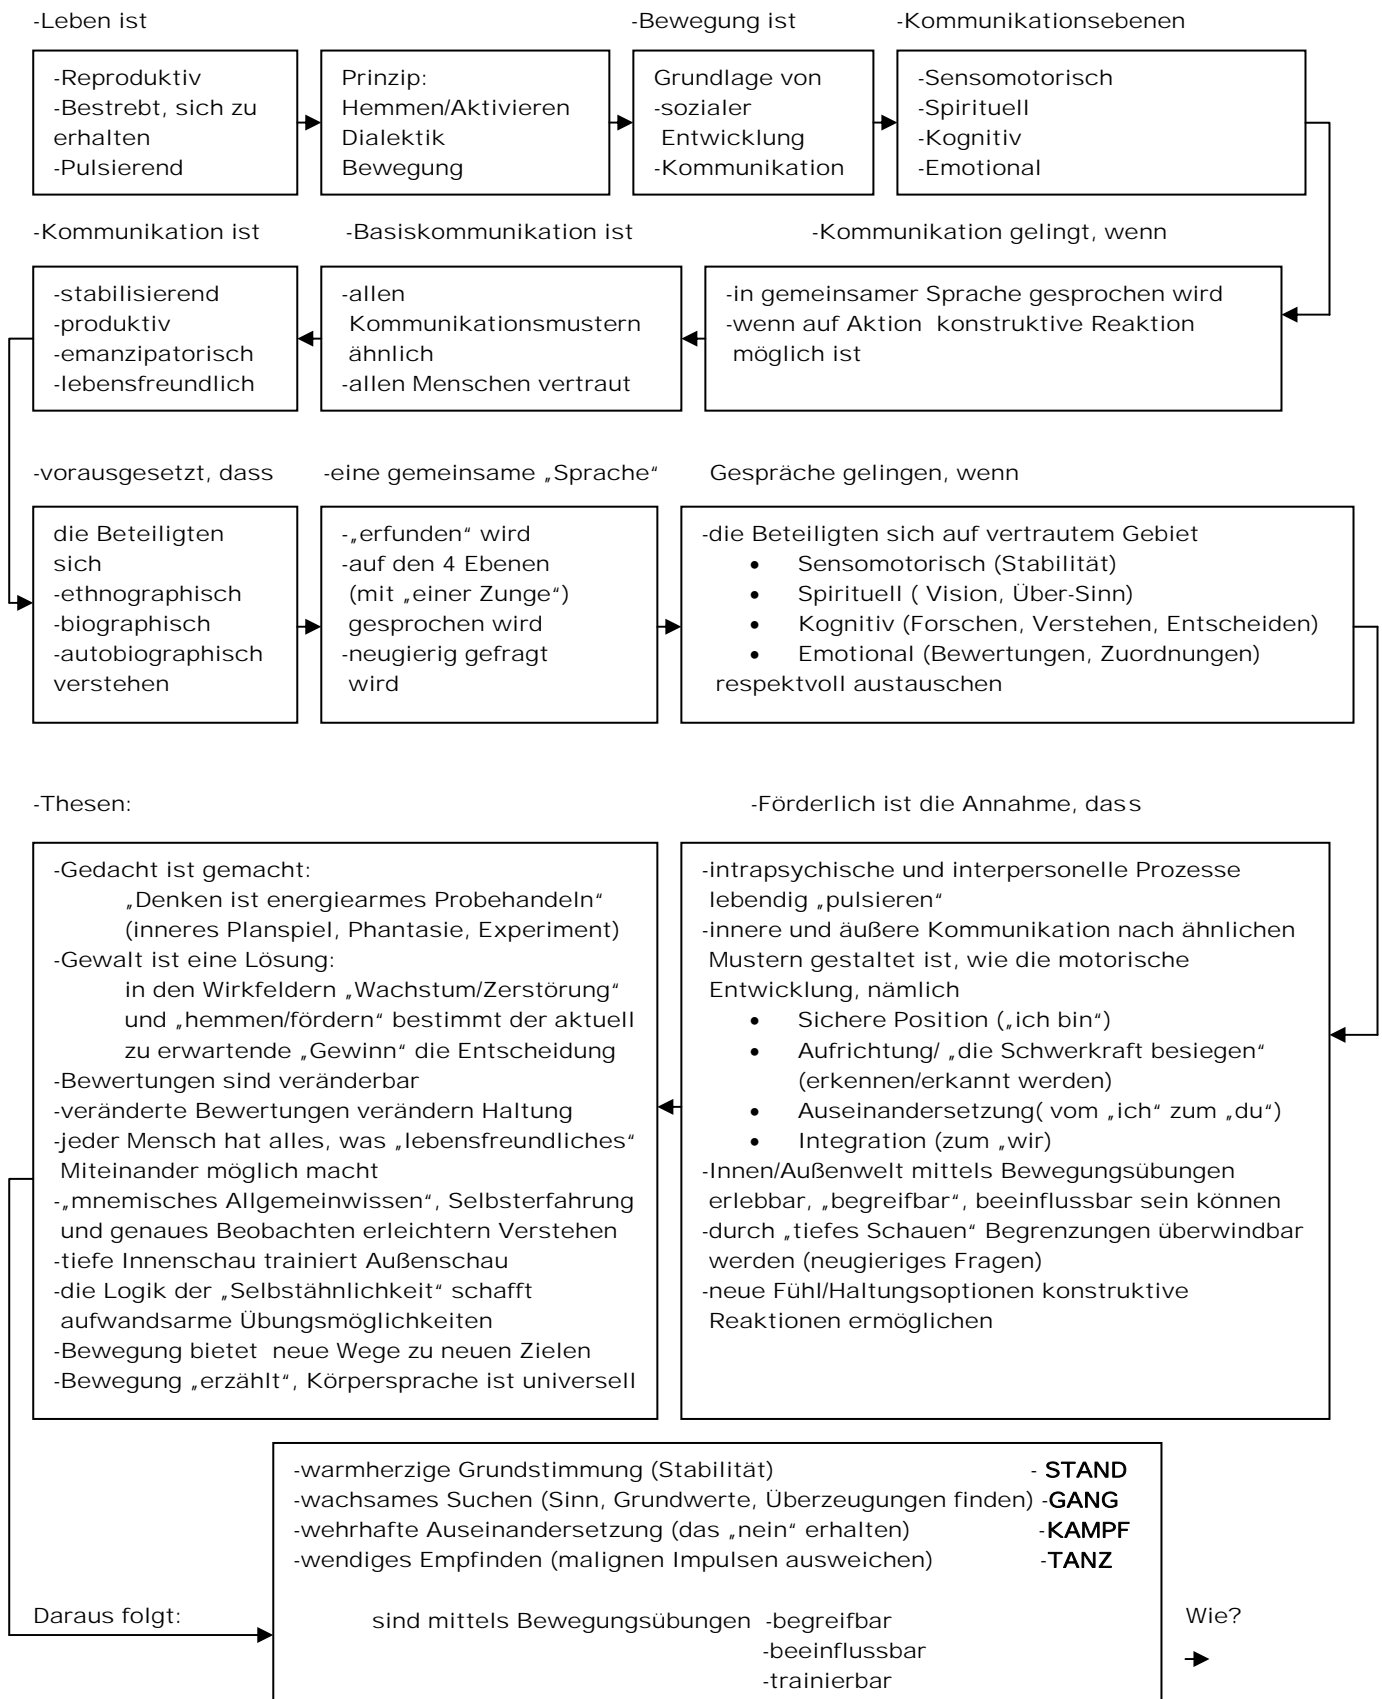 -Leben ist
-Bewegung ist
-Kommunikationsebenen
-Reproduktiv
-Bestrebt, sich zu
erhalten
-Pulsierend
Prinzip:
Hemmen/Aktivieren
Dialektik
Bewegung
Grundlage von
-sozialer
Entwicklung
-Kommunikation
-Sensomotorisch
-Spirituell
-Kognitiv
-Emotional
-Kommunikation ist
-Basiskommunikation ist
-Kommunikation gelingt, wenn
-stabilisierend
-produktiv
-emanzipatorisch
-lebensfreundlich
-allen
Kommunikationsmustern
ähnlich
-allen Menschen vertraut
-in gemeinsamer Sprache gesprochen wird
-wenn auf Aktion konstruktive Reaktion
möglich ist
-vorausgesetzt, dass
-eine gemeinsame „Sprache“
Gespräche gelingen, wenn
die Beteiligten
sich
-ethnographisch
-biographisch
-autobiographisch
verstehen
-„erfunden“ wird
-auf den 4 Ebenen
(mit „einer Zunge“)
gesprochen wird
-neugierig gefragt
wird
-die Beteiligten sich auf vertrautem Gebiet
• Sensomotorisch (Stabilität)
• Spirituell ( Vision, Über-Sinn)
• Kognitiv (Forschen, Verstehen, Entscheiden)
• Emotional (Bewertungen, Zuordnungen)
respektvoll austauschen
-Thesen:
-Förderlich ist die Annahme, dass
-Gedacht ist gemacht:
„Denken ist energiearmes Probehandeln“
(inneres Planspiel, Phantasie, Experiment)
-Gewalt ist eine Lösung:
in den Wirkfeldern „Wachstum/Zerstörung“
und „hemmen/fördern“ bestimmt der aktuell
zu erwartende „Gewinn“ die Entscheidung
-Bewertungen sind veränderbar
-veränderte Bewertungen verändern Haltung
-jeder Mensch hat alles, was „lebensfreundliches“
Miteinander möglich macht
-„mnemisches Allgemeinwissen“, Selbsterfahrung
und genaues Beobachten erleichtern Verstehen
-tiefe Innenschau trainiert Außenschau
-die Logik der „Selbstähnlichkeit“ schafft
aufwandsarme Übungsmöglichkeiten
-Bewegung bietet neue Wege zu neuen Zielen
-Bewegung „erzählt“, Körpersprache ist universell
-intrapsychische und interpersonelle Prozesse
lebendig „pulsieren“
-innere und äußere Kommunikation nach ähnlichen
Mustern gestaltet ist, wie die motorische
Entwicklung, nämlich
• Sichere Position („ich bin“)
• Aufrichtung/ „die Schwerkraft besiegen“
(erkennen/erkannt werden)
• Auseinandersetzung( vom „ich“ zum „du“)
• Integration (zum „wir)
-Innen/Außenwelt mittels Bewegungsübungen
erlebbar, „begreifbar“, beeinflussbar sein können
-durch „tiefes Schauen“ Begrenzungen überwindbar
werden (neugieriges Fragen)
-neue Fühl/Haltungsoptionen konstruktive
Reaktionen ermöglichen
-warmherzige Grundstimmung (Stabilität) - STAND
-wachsames Suchen (Sinn, Grundwerte, Überzeugungen finden) -GANG
-wehrhafte Auseinandersetzung (das „nein“ erhalten) -KAMPF
-wendiges Empfinden (malignen Impulsen ausweichen) -TANZ
Daraus folgt:
sind mittels Bewegungsübungen -begreifbar
-beeinflussbar
-trainierbar
Wie?